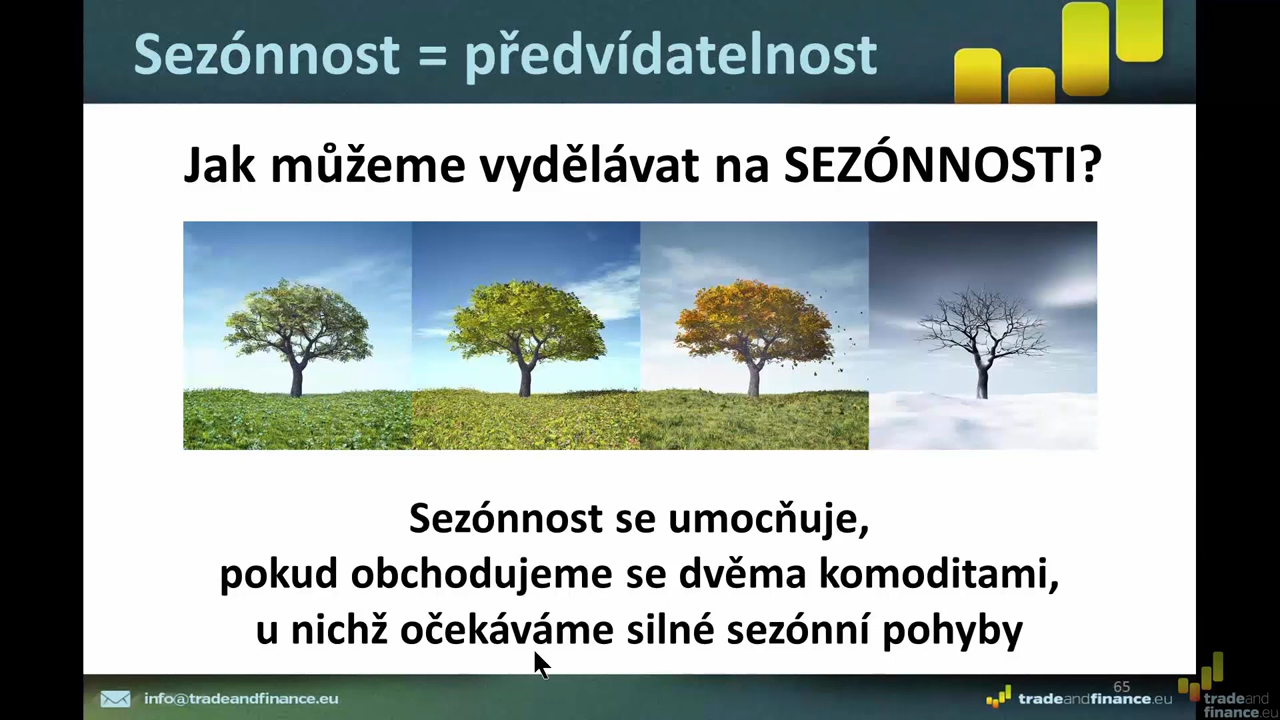 Sezónnost = předvídatelnost
Jak můžeme vydělávat na SEZÓNNOSTI?
Sezónnost se umocňuje,
pokud obchodujeme se dvěma komoditami,
u nichž očekáváme silné sezónní pohyby
info@tradeandfinance.eu
65
tradeandfinance.eu
tradeand
finance.eu